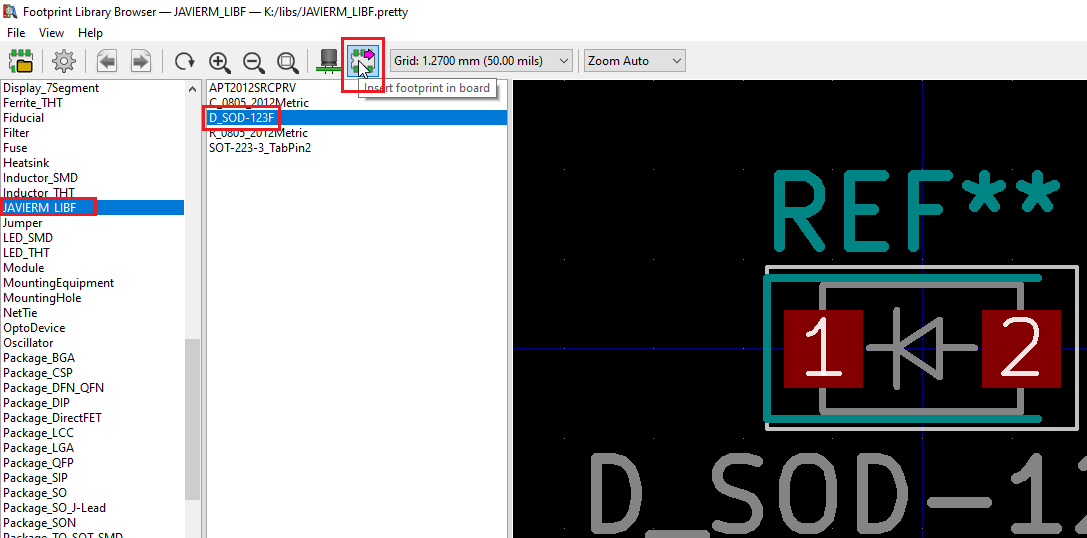 Footprint Library Browser — JAVIERM_LIBF — K:/libs/JAVIERM_LIBF.pretty
File View Help
Grid: 1.2700 mm (50.00 mils) Zoom Auto
Insert footprint in board
Display_7Segment
Ferrite_THT
Fiducial
Filter
Fuse
Heatsink
Inductor_SMD
Inductor_THT
JAVIERM_LIBF
Jumper
LED_SMD
LED_THT
Module
MountingEquipment
MountingHole
NetTie
OptoDevice
Oscillator
Package_BGA
Package_CSP
Package_DFN_QFN
Package_DIP
Package_DirectFET
Package_LCC
Package_LGA
Package_QFP
Package_SIP
Package_SO
Package_SO_J-Lead
Package_SON
Package_TO_SOT_SMD
APT2012SRCPRV
C_0805_2012Metric
D_SOD-123F
R_0805_2012Metric
SOT-223-3_TabPin2
REF**
1 2
D_SOD-12